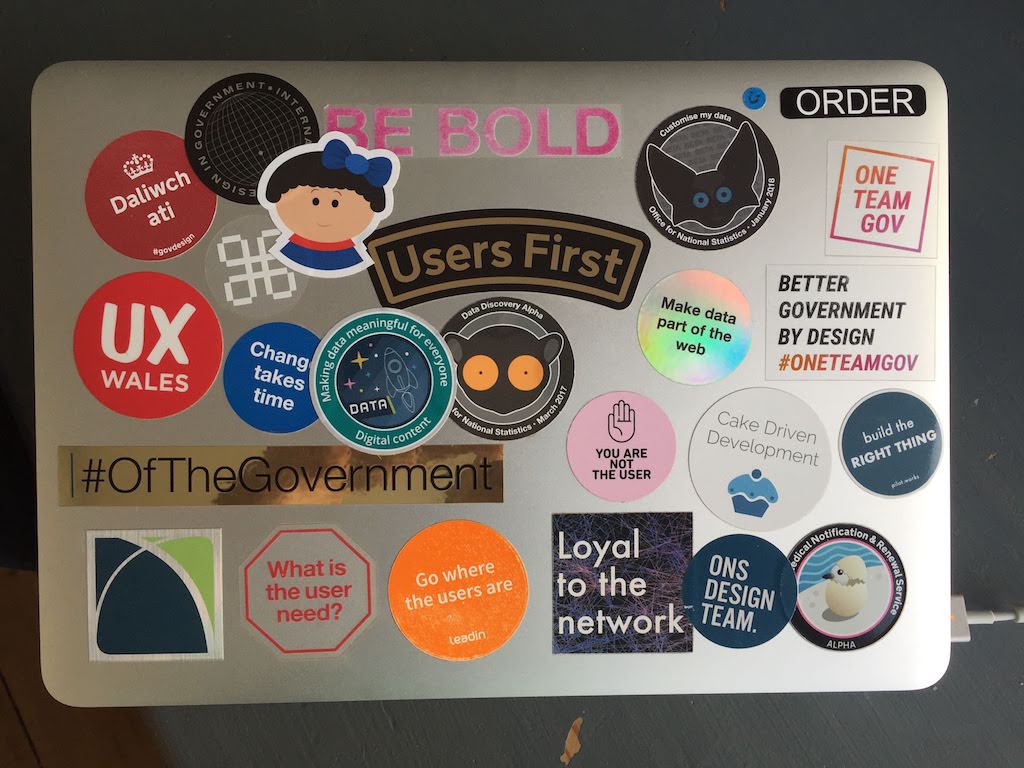 DESIGN IN GOVERNMENT • INTERN
BE BOLD
Customise my data
Office for National Statistics • January 2018
ORDER
Daliwch
ati
#govdesign
ONE
TEAM
GOV
Users First
UX
WALES
Chang
takes
time
Making data meaningful for everyone
DATA
Digital content
Data Discovery Alpha
for National Statistics • March 2017
Make data
part of the
web
BETTER
GOVERNMENT
BY DESIGN
#ONETEAMGOV
YOU ARE
NOT
THE USER
Cake Driven
Development
build the
RIGHT THING
pilot works
#OfTheGovernment
What is
the user
need?
Go where
the users are
leadin
Loyal
to the
network
ONS
DESIGN
TEAM.
edical Notification & Renewal Service
ALPHA